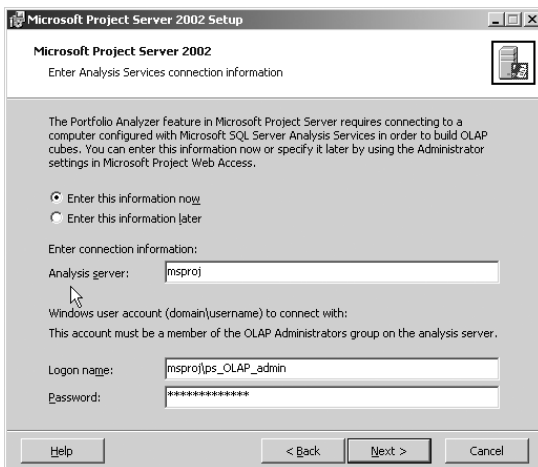 Microsoft Project Server 2002 Setup
Microsoft Project Server 2002
Enter Analysis Services connection information
The Portfolio Analyzer feature in Microsoft Project Server requires connecting to a
computer configured with Microsoft SQL Server Analysis Services in order to build OLAP
cubes. You can enter this information now or specify it later by using the Administrator
settings in Microsoft Project Web Access.
Enter this information now
Enter this information later
Enter connection information:
Analysis server: msproj
Windows user account (domain\username) to connect with:
This account must be a member of the OLAP Administrators group on the analysis server.
Logon name: msproj\ps_OLAP_admin
Password: *************
Help < Back Next > Cancel